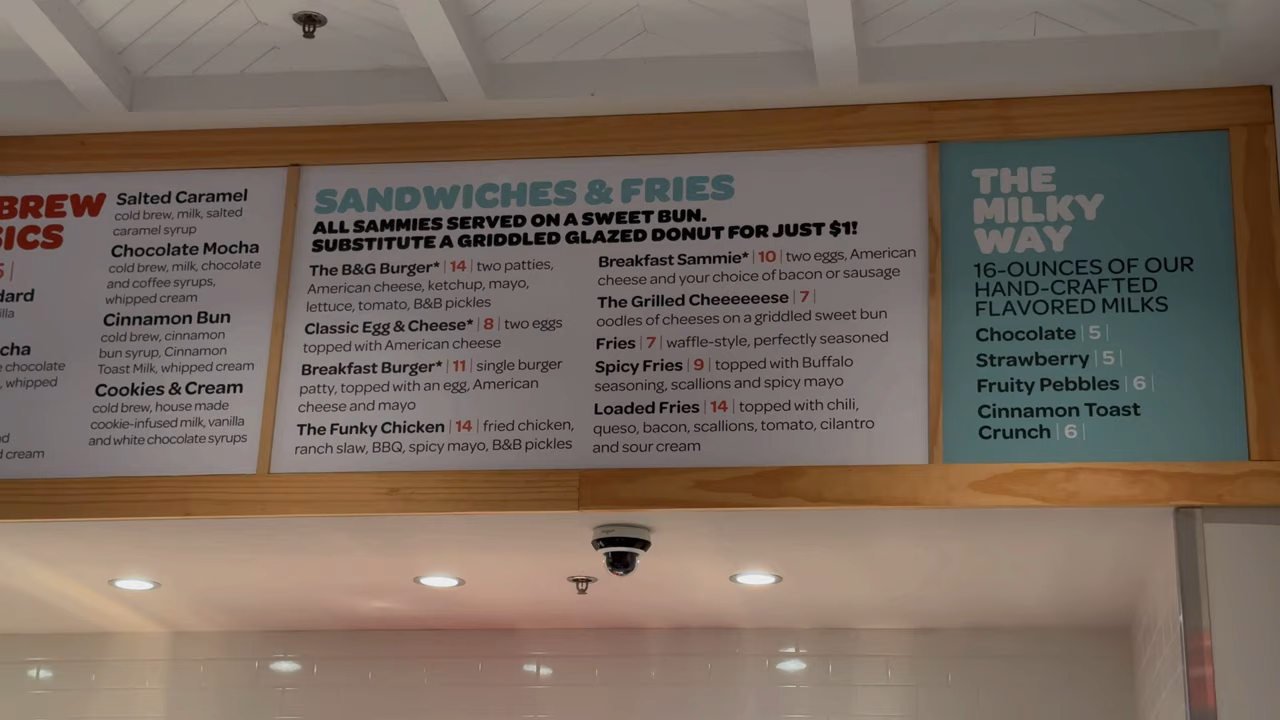 BREW
SICS
5 |
dard
illa
cha
e chocolate
, whipped
d
d cream
Salted Caramel
cold brew, milk, salted
caramel syrup
Chocolate Mocha
cold brew, milk, chocolate
and coffee syrups,
whipped cream
Cinnamon Bun
cold brew, cinnamon
bun syrup, Cinnamon
Toast Milk, whipped cream
Cookies & Cream
cold brew, house made
cookie-infused milk, vanilla
and white chocolate syrups
SANDWICHES & FRIES
ALL SAMMIES SERVED ON A SWEET BUN.
SUBSTITUTE A GRIDDLED GLAZED DONUT FOR JUST $1!
The B&G Burger* | 14 | two patties,
American cheese, ketchup, mayo,
lettuce, tomato, B&B pickles
Classic Egg & Cheese* | 8 | two eggs
topped with American cheese
Breakfast Burger* | 11 | single burger
patty, topped with an egg, American
cheese and mayo
The Funky Chicken | 14 | fried chicken,
ranch slaw, BBQ, spicy mayo, B&B pickles
Breakfast Sammie* | 10 | two eggs, American
cheese and your choice of bacon or sausage
The Grilled Cheeeeeese | 7 |
oodles of cheeses on a griddled sweet bun
Fries | 7 | waffle-style, perfectly seasoned
Spicy Fries | 9 | topped with Buffalo
seasoning, scallions and spicy mayo
Loaded Fries | 14 | topped with chili,
queso, bacon, scallions, tomato, cilantro
and sour cream
THE
MILKY
WAY
16-OUNCES OF OUR
HAND-CRAFTED
FLAVORED MILKS
Chocolate | 5 |
Strawberry | 5 |
Fruity Pebbles | 6 |
Cinnamon Toast
Crunch | 6 |